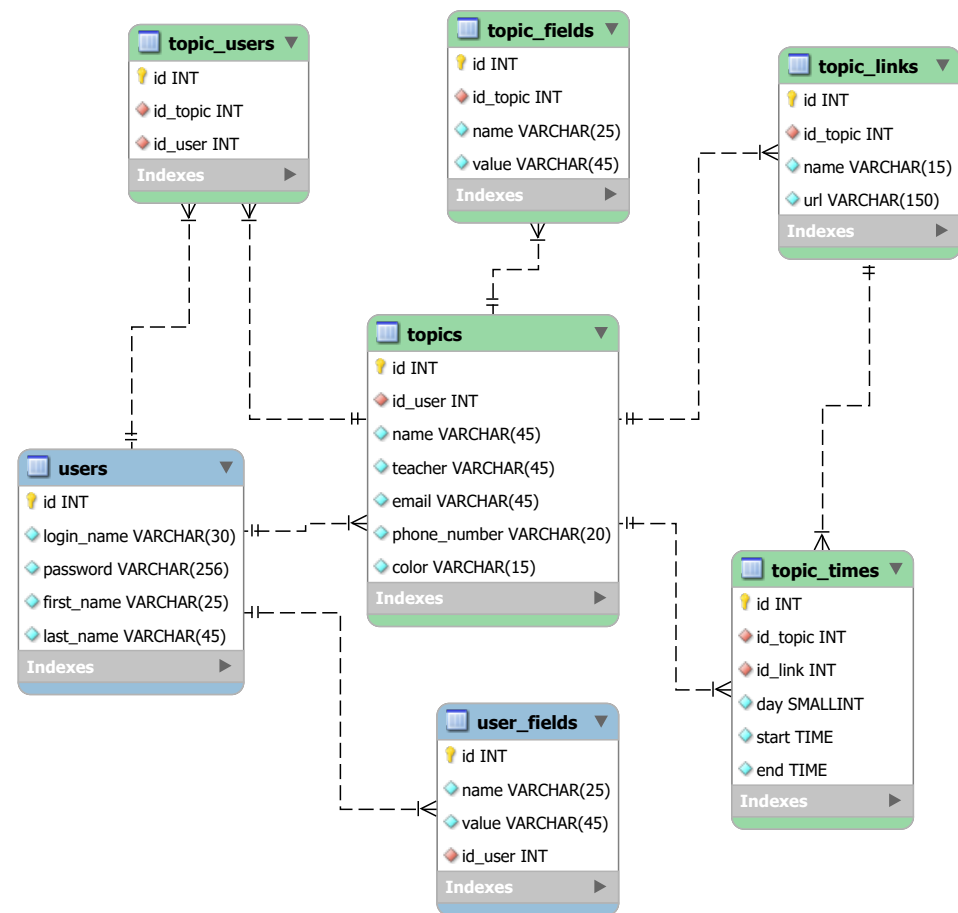 topic_users
id INT
id_topic INT
id_user INT
Indexes
topic_fields
id INT
id_topic INT
name VARCHAR(25)
value VARCHAR(45)
Indexes
topic_links
id INT
id_topic INT
name VARCHAR(15)
url VARCHAR(150)
Indexes
topics
id INT
id_user INT
name VARCHAR(45)
teacher VARCHAR(45)
email VARCHAR(45)
phone_number VARCHAR(20)
color VARCHAR(15)
Indexes
users
id INT
login_name VARCHAR(30)
password VARCHAR(256)
first_name VARCHAR(25)
last_name VARCHAR(45)
Indexes
topic_times
id INT
id_topic INT
id_link INT
day SMALLINT
start TIME
end TIME
Indexes
user_fields
id INT
name VARCHAR(25)
value VARCHAR(45)
id_user INT
Indexes